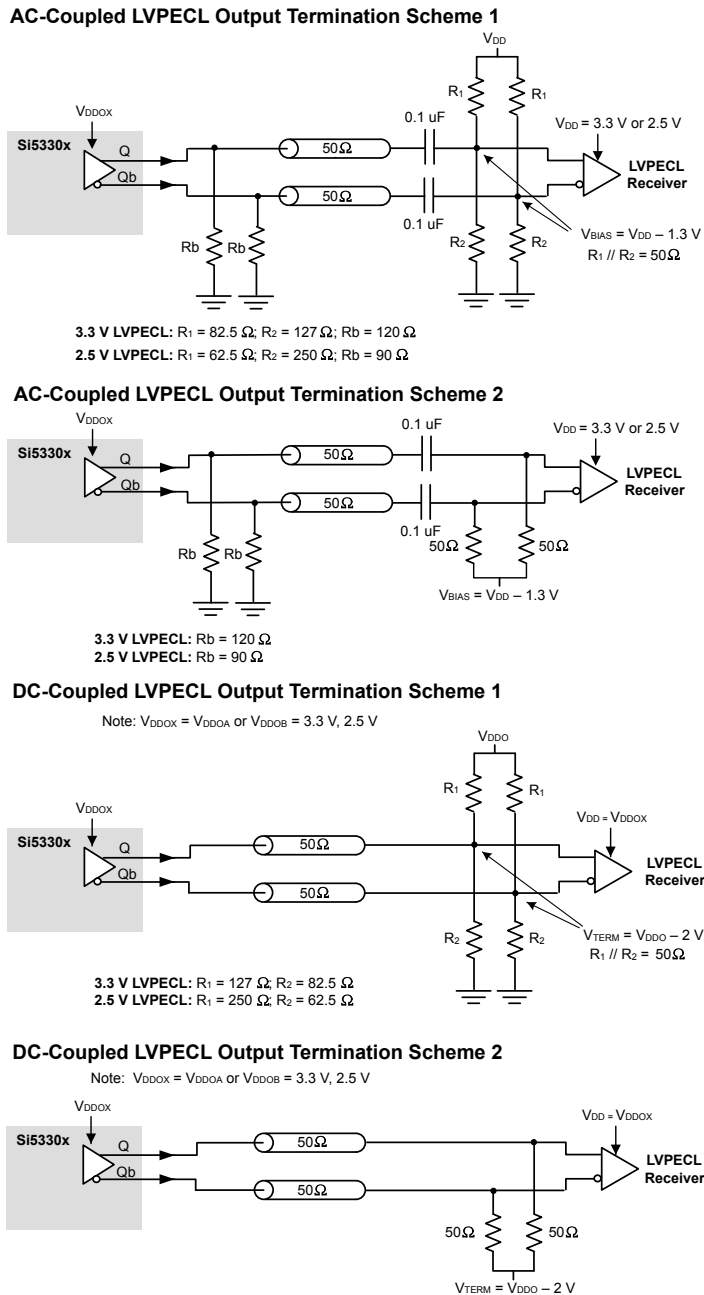 AC-Coupled LVPECL Output Termination Scheme 1
VDD
R1
R1
VDDOX
0.1 uF
VDD = 3.3 V or 2.5 V
Si5330x
Q
50Ω
LVPECL
Receiver
Qb
50Ω
0.1 uF
VBIAS = VDD – 1.3 V
Rb
Rb
R2
R2
R1 // R2 = 50Ω
3.3 V LVPECL: R1 = 82.5 Ω; R2 = 127 Ω; Rb = 120 Ω
2.5 V LVPECL: R1 = 62.5 Ω; R2 = 250 Ω; Rb = 90 Ω
AC-Coupled LVPECL Output Termination Scheme 2
VDDOX
0.1 uF
VDD = 3.3 V or 2.5 V
Si5330x
Q
50Ω
LVPECL
Receiver
Qb
50Ω
0.1 uF
Rb
Rb
50Ω
50Ω
VBIAS = VDD – 1.3 V
3.3 V LVPECL: Rb = 120 Ω
2.5 V LVPECL: Rb = 90 Ω
DC-Coupled LVPECL Output Termination Scheme 1
Note: VDDOX = VDDOA or VDDOB = 3.3 V, 2.5 V
VDDO
R1
R1
VDDOX
VDD = VDDOX
Si5330x
Q
50Ω
LVPECL
Receiver
Qb
50Ω
R2
R2
VTERM = VDDO – 2 V
R1 // R2 = 50Ω
3.3 V LVPECL: R1 = 127 Ω; R2 = 82.5 Ω
2.5 V LVPECL: R1 = 250 Ω; R2 = 62.5 Ω
DC-Coupled LVPECL Output Termination Scheme 2
Note: VDDOX = VDDOA or VDDOB = 3.3 V, 2.5 V
VDDOX
VDD = VDDOX
Si5330x
Q
50Ω
LVPECL
Receiver
Qb
50Ω
50Ω
50Ω
VTERM = VDDO – 2 V